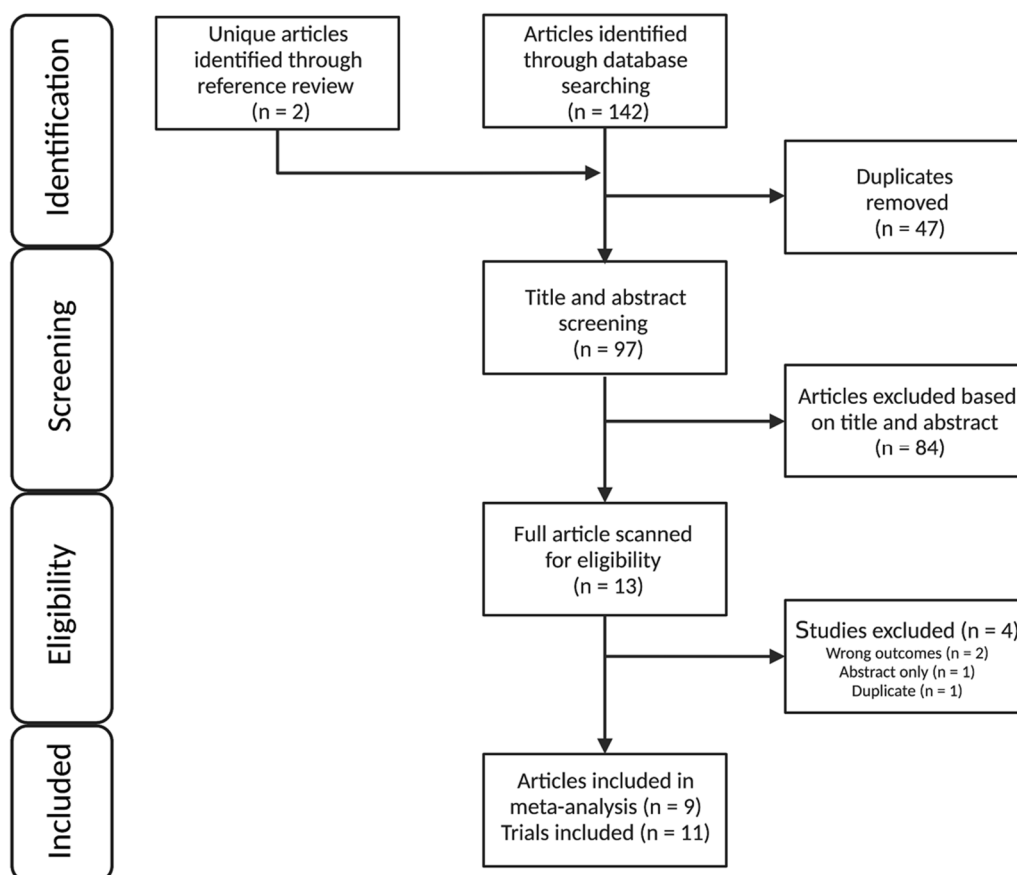 Identification
Unique articles
identified through
reference review
(n = 2)
Articles identified
through database
searching
(n = 142)
Duplicates
removed
(n = 47)
Screening
Title and abstract
screening
(n = 97)
Articles excluded based
on title and abstract
(n = 84)
Eligibility
Full article scanned
for eligibility
(n = 13)
Studies excluded (n = 4)
Wrong outcomes (n = 2)
Abstract only (n = 1)
Duplicate (n = 1)
Included
Articles included in
meta-analysis (n = 9)
Trials included (n = 11)